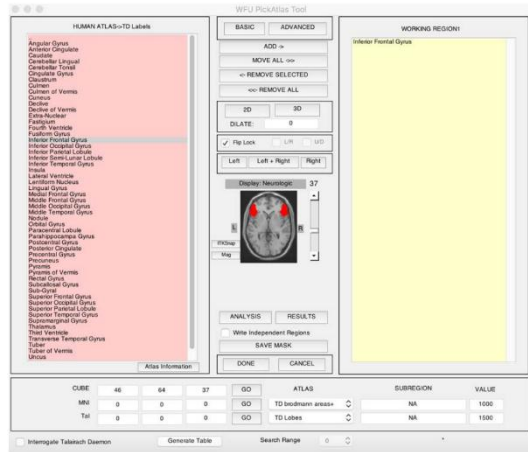 WFU PickAtlas Tool
HUMAN ATLAS->TD Labels
Angular Gyrus
Anterior Cingulate
Caudate
Cerebellar Lingual
Cerebellar Tonsil
Cingulate Gyrus
Claustrum
Culmen
Culmen of Vermis
Cuneus
Declive
Declive of Vermis
Extra-Nuclear
Fastigium
Fourth Ventricle
Fusiform Gyrus
Inferior Frontal Gyrus
Inferior Occipital Gyrus
Inferior Parietal Lobule
Inferior Semi-Lunar Lobule
Inferior Temporal Gyrus
Insula
Lateral Ventricle
Lentiform Nucleus
Lingual Gyrus
Medial Frontal Gyrus
Middle Frontal Gyrus
Middle Occipital Gyrus
Middle Temporal Gyrus
Nodule
Orbital Gyrus
Paracentral Lobule
Parahippocampa Gyrus
Postcentral Gyrus
Posterior Cingulate
Precentral Gyrus
Precuneus
Pyramis
Pyramis of Vermis
Rectal Gyrus
Subcallosal Gyrus
Sub-Gyral
Superior Frontal Gyrus
Superior Occipital Gyrus
Superior Parietal Lobule
Superior Temporal Gyrus
Supramarginal Gyrus
Thalamus
Third Ventricle
Transverse Temporal Gyrus
Tuber
Tuber of Vermis
Uncus
Atlas Information
BASIC ADVANCED
ADD ->
MOVE ALL ->>
<- REMOVE SELECTED
<<- REMOVE ALL
2D 3D
DILATE: 0
Flip Lock L/R U/D
Left Left + Right Right
Display: Neurologic 37
L R
ITKSnap
Mag
ANALYSIS RESULTS
Write Independent Regions
SAVE MASK
DONE CANCEL
WORKING REGION1
Inferior Frontal Gyrus
CUBE 46 64 37 GO ATLAS SUBREGION VALUE
MNI 0 0 0 GO TD brodmann areas+ NA 1000
Tal 0 0 0 GO TD Lobes NA 1500
Interrogate Talairach Daemon Generate Table Search Range 0 *